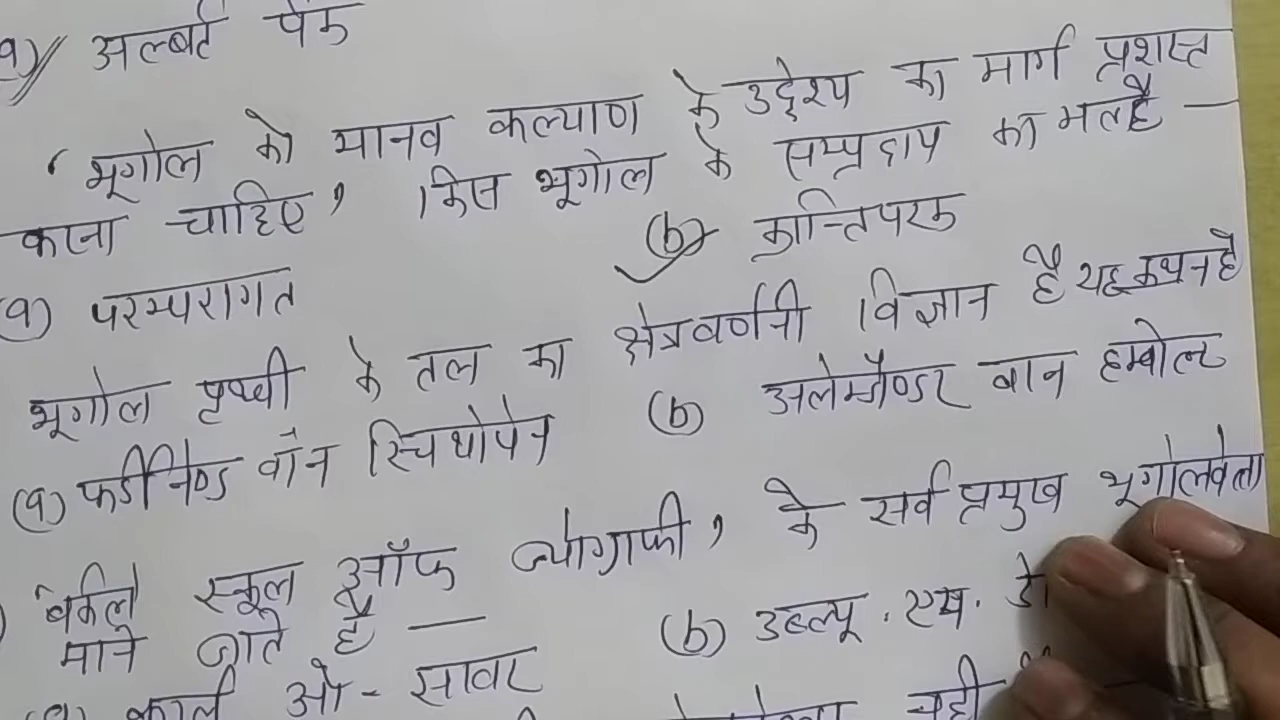 a) अल्बर्ट पेंक
'भूगोल को मानव कल्याण के उद्देश्य का मार्ग प्रशस्त
करना चाहिए' किस भूगोल के सम्प्रदाय का मत है —
(a) परम्परागत (b) क्रान्तिपरक
भूगोल पृथ्वी के तल का क्षेत्रवर्णनी विज्ञान है यह कथन है
(a) फर्डीनेण्ड वॉन रिचथोपेन (b) अलेग्जैण्डर वान हम्बोल्ट
'बर्कले स्कूल ऑफ ज्योग्राफी' के सर्व प्रमुख भूगोलवेत्ता
माने जाते है —
(a) कार्ल ओ - सावर (b) डब्ल्यू . एम . डे
नही